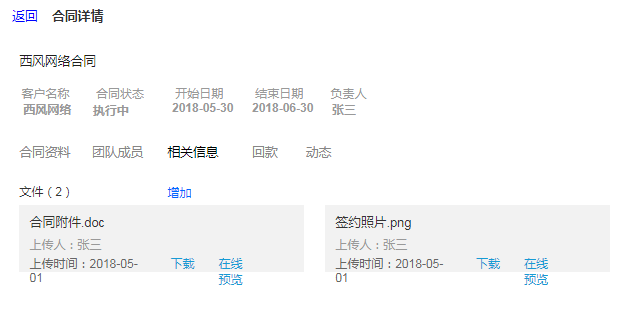 返回 合同详情
西风网络合同
客户名称 合同状态 开始日期 结束日期 负责人
西风网络 执行中 2018-05-30 2018-06-30 张三
合同资料 团队成员 相关信息 回款 动态
文件 ( 2 ) 增加
合同附件.doc 签约照片.png
上传人：张三 上传人：张三
上传时间：2018-05- 下载 在线 上传时间：2018-05- 下载 在线
01 预览 01 预览